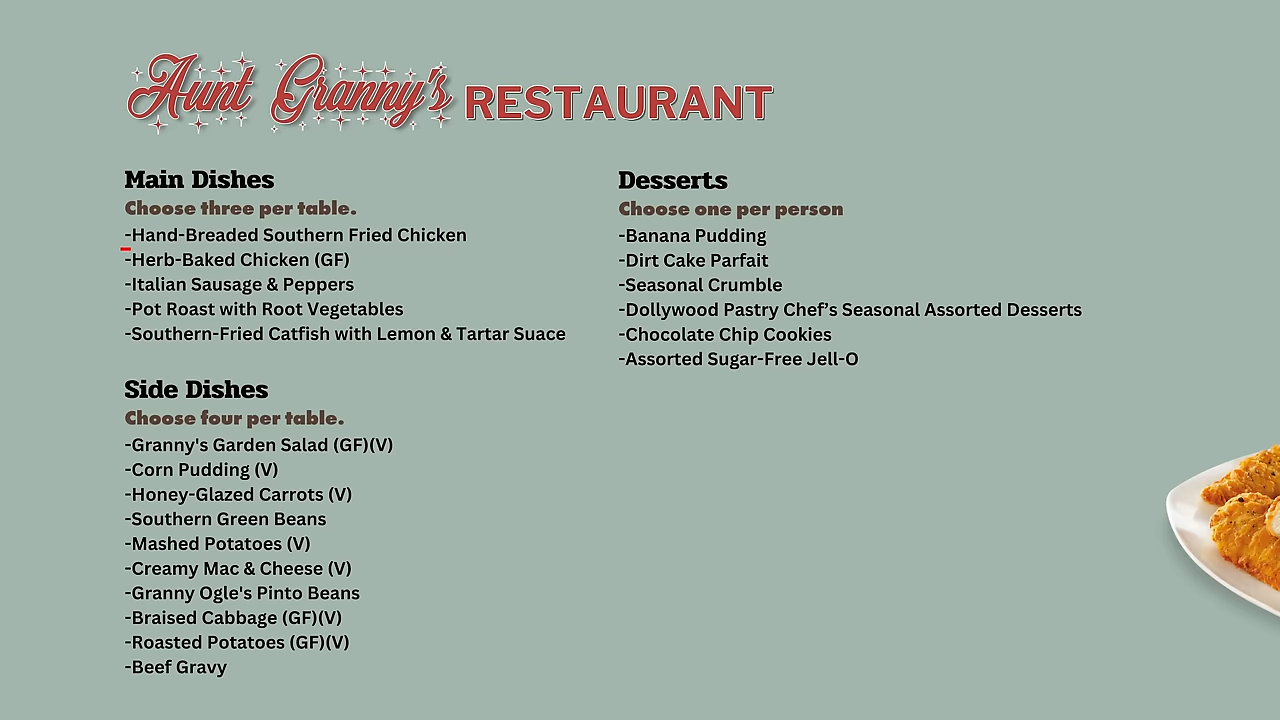 Aunt Granny's RESTAURANT
Main Dishes
Choose three per table.
-Hand-Breaded Southern Fried Chicken
-Herb-Baked Chicken (GF)
-Italian Sausage & Peppers
-Pot Roast with Root Vegetables
-Southern-Fried Catfish with Lemon & Tartar Suace
Side Dishes
Choose four per table.
-Granny's Garden Salad (GF)(V)
-Corn Pudding (V)
-Honey-Glazed Carrots (V)
-Southern Green Beans
-Mashed Potatoes (V)
-Creamy Mac & Cheese (V)
-Granny Ogle's Pinto Beans
-Braised Cabbage (GF)(V)
-Roasted Potatoes (GF)(V)
-Beef Gravy
Desserts
Choose one per person
-Banana Pudding
-Dirt Cake Parfait
-Seasonal Crumble
-Dollywood Pastry Chef’s Seasonal Assorted Desserts
-Chocolate Chip Cookies
-Assorted Sugar-Free Jell-O